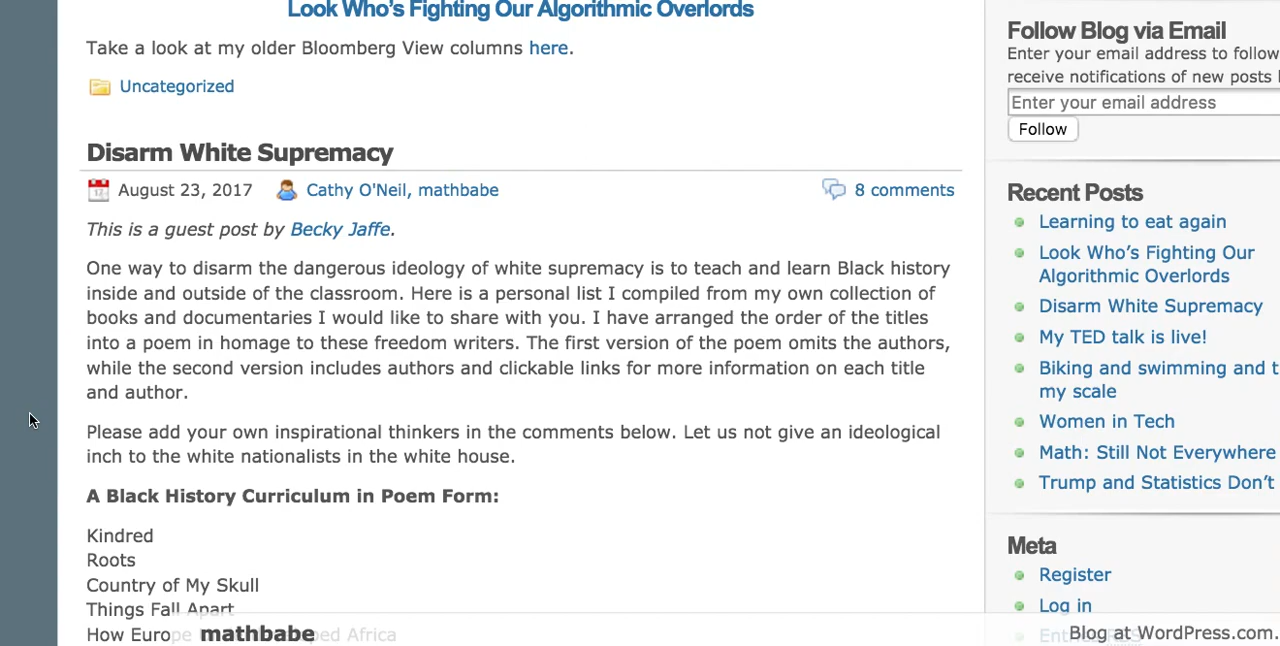 Look Who's Fighting Our Algorithmic Overlords
Take a look at my older Bloomberg View columns here.
Uncategorized
Disarm White Supremacy
August 23, 2017 Cathy O'Neil, mathbabe 8 comments
This is a guest post by Becky Jaffe.
One way to disarm the dangerous ideology of white supremacy is to teach and learn Black history
inside and outside of the classroom. Here is a personal list I compiled from my own collection of
books and documentaries I would like to share with you. I have arranged the order of the titles
into a poem in homage to these freedom writers. The first version of the poem omits the authors,
while the second version includes authors and clickable links for more information on each title
and author.
Please add your own inspirational thinkers in the comments below. Let us not give an ideological
inch to the white nationalists in the white house.
A Black History Curriculum in Poem Form:
Kindred
Roots
Country of My Skull
Things Fall Apart
How Europe ped Africa
mathbabe
Follow Blog via Email
Enter your email address to follow
receive notifications of new posts
Enter your email address
Follow
Recent Posts
Learning to eat again
Look Who's Fighting Our
Algorithmic Overlords
Disarm White Supremacy
My TED talk is live!
Biking and swimming and t
my scale
Women in Tech
Math: Still Not Everywhere
Trump and Statistics Don't
Meta
Register
Log in
Blog at WordPress.com.